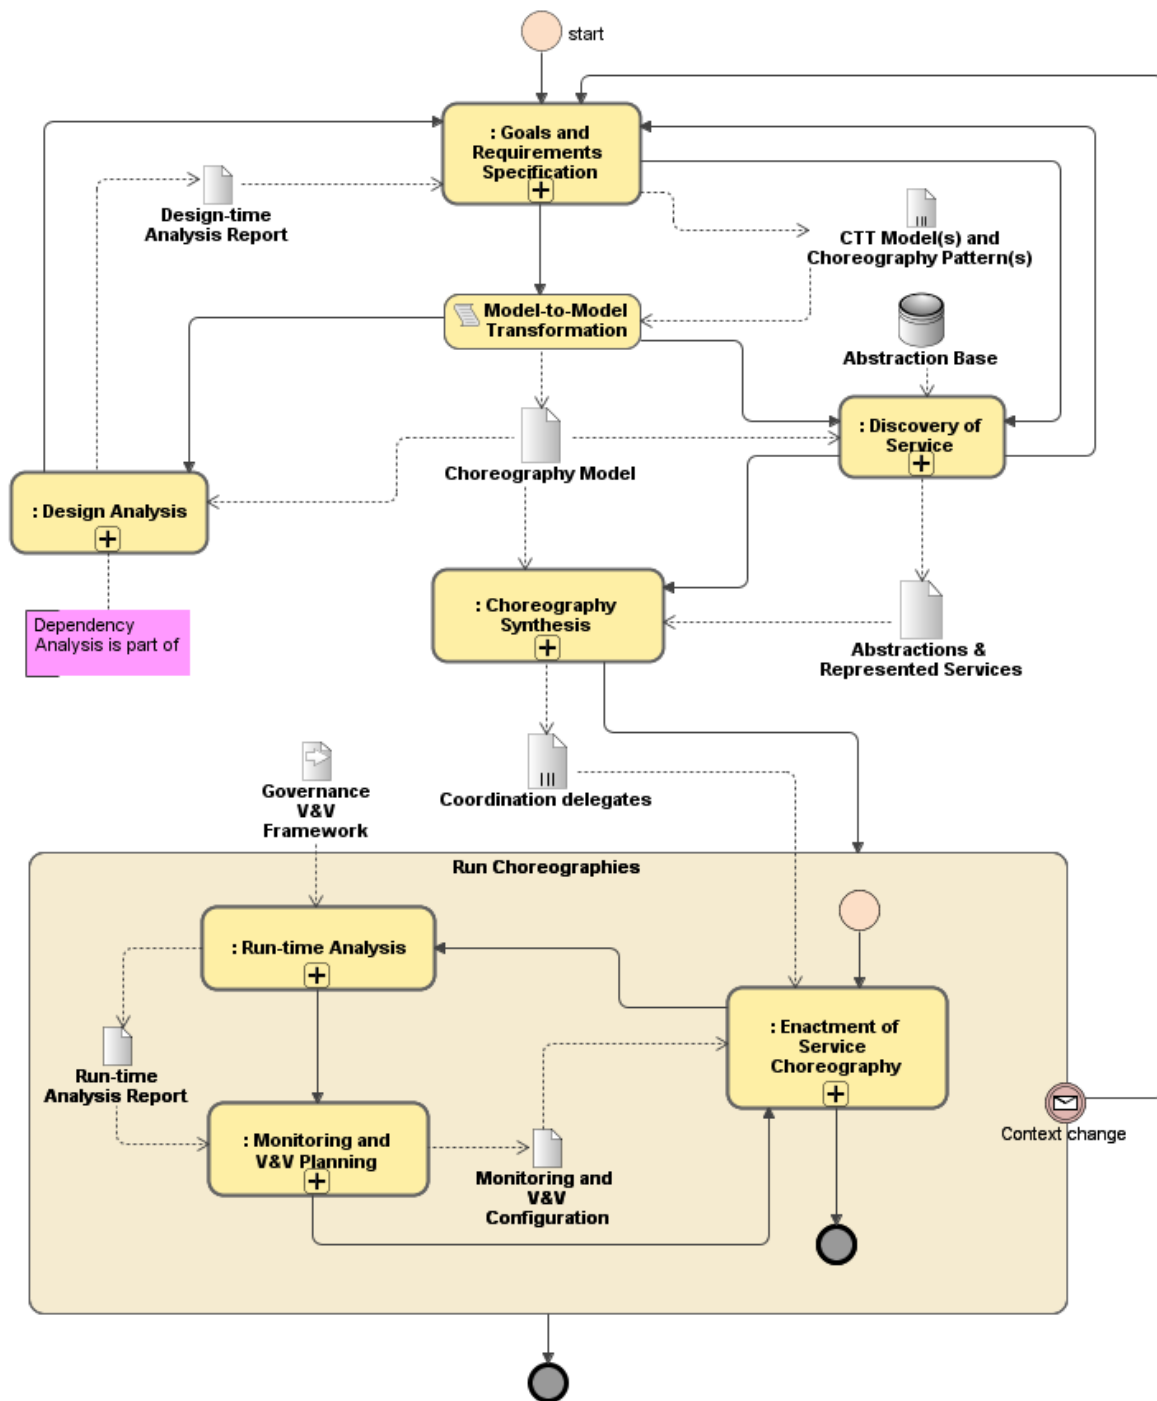 start
: Goals and
Requirements
Specification
Design-time
Analysis Report
CTT Model(s) and
Choreography Pattern(s)
Model-to-Model
Transformation
Abstraction Base
: Discovery of
Service
Choreography Model
: Design Analysis
Dependency
Analysis is part of
: Choreography
Synthesis
Abstractions &
Represented Services
Governance
V&V
Framework
Coordination delegates
Run Choreographies
: Run-time Analysis
: Enactment of
Service
Choreography
Run-time
Analysis Report
: Monitoring and
V&V Planning
Monitoring and
V&V
Configuration
Context change